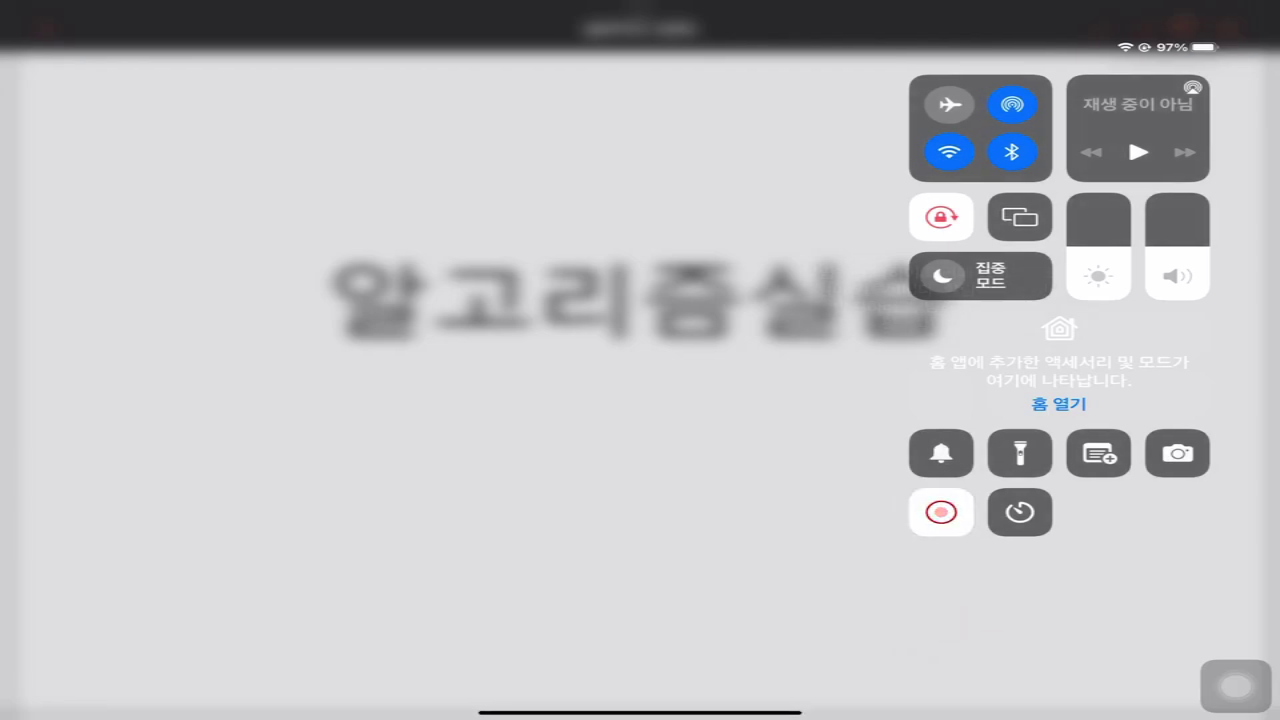 97%
재생 중이 아님
집중
모드
알고리즘실습
홈 앱에 추가한 액세서리 및 모드가
여기에 나타납니다.
홈 열기